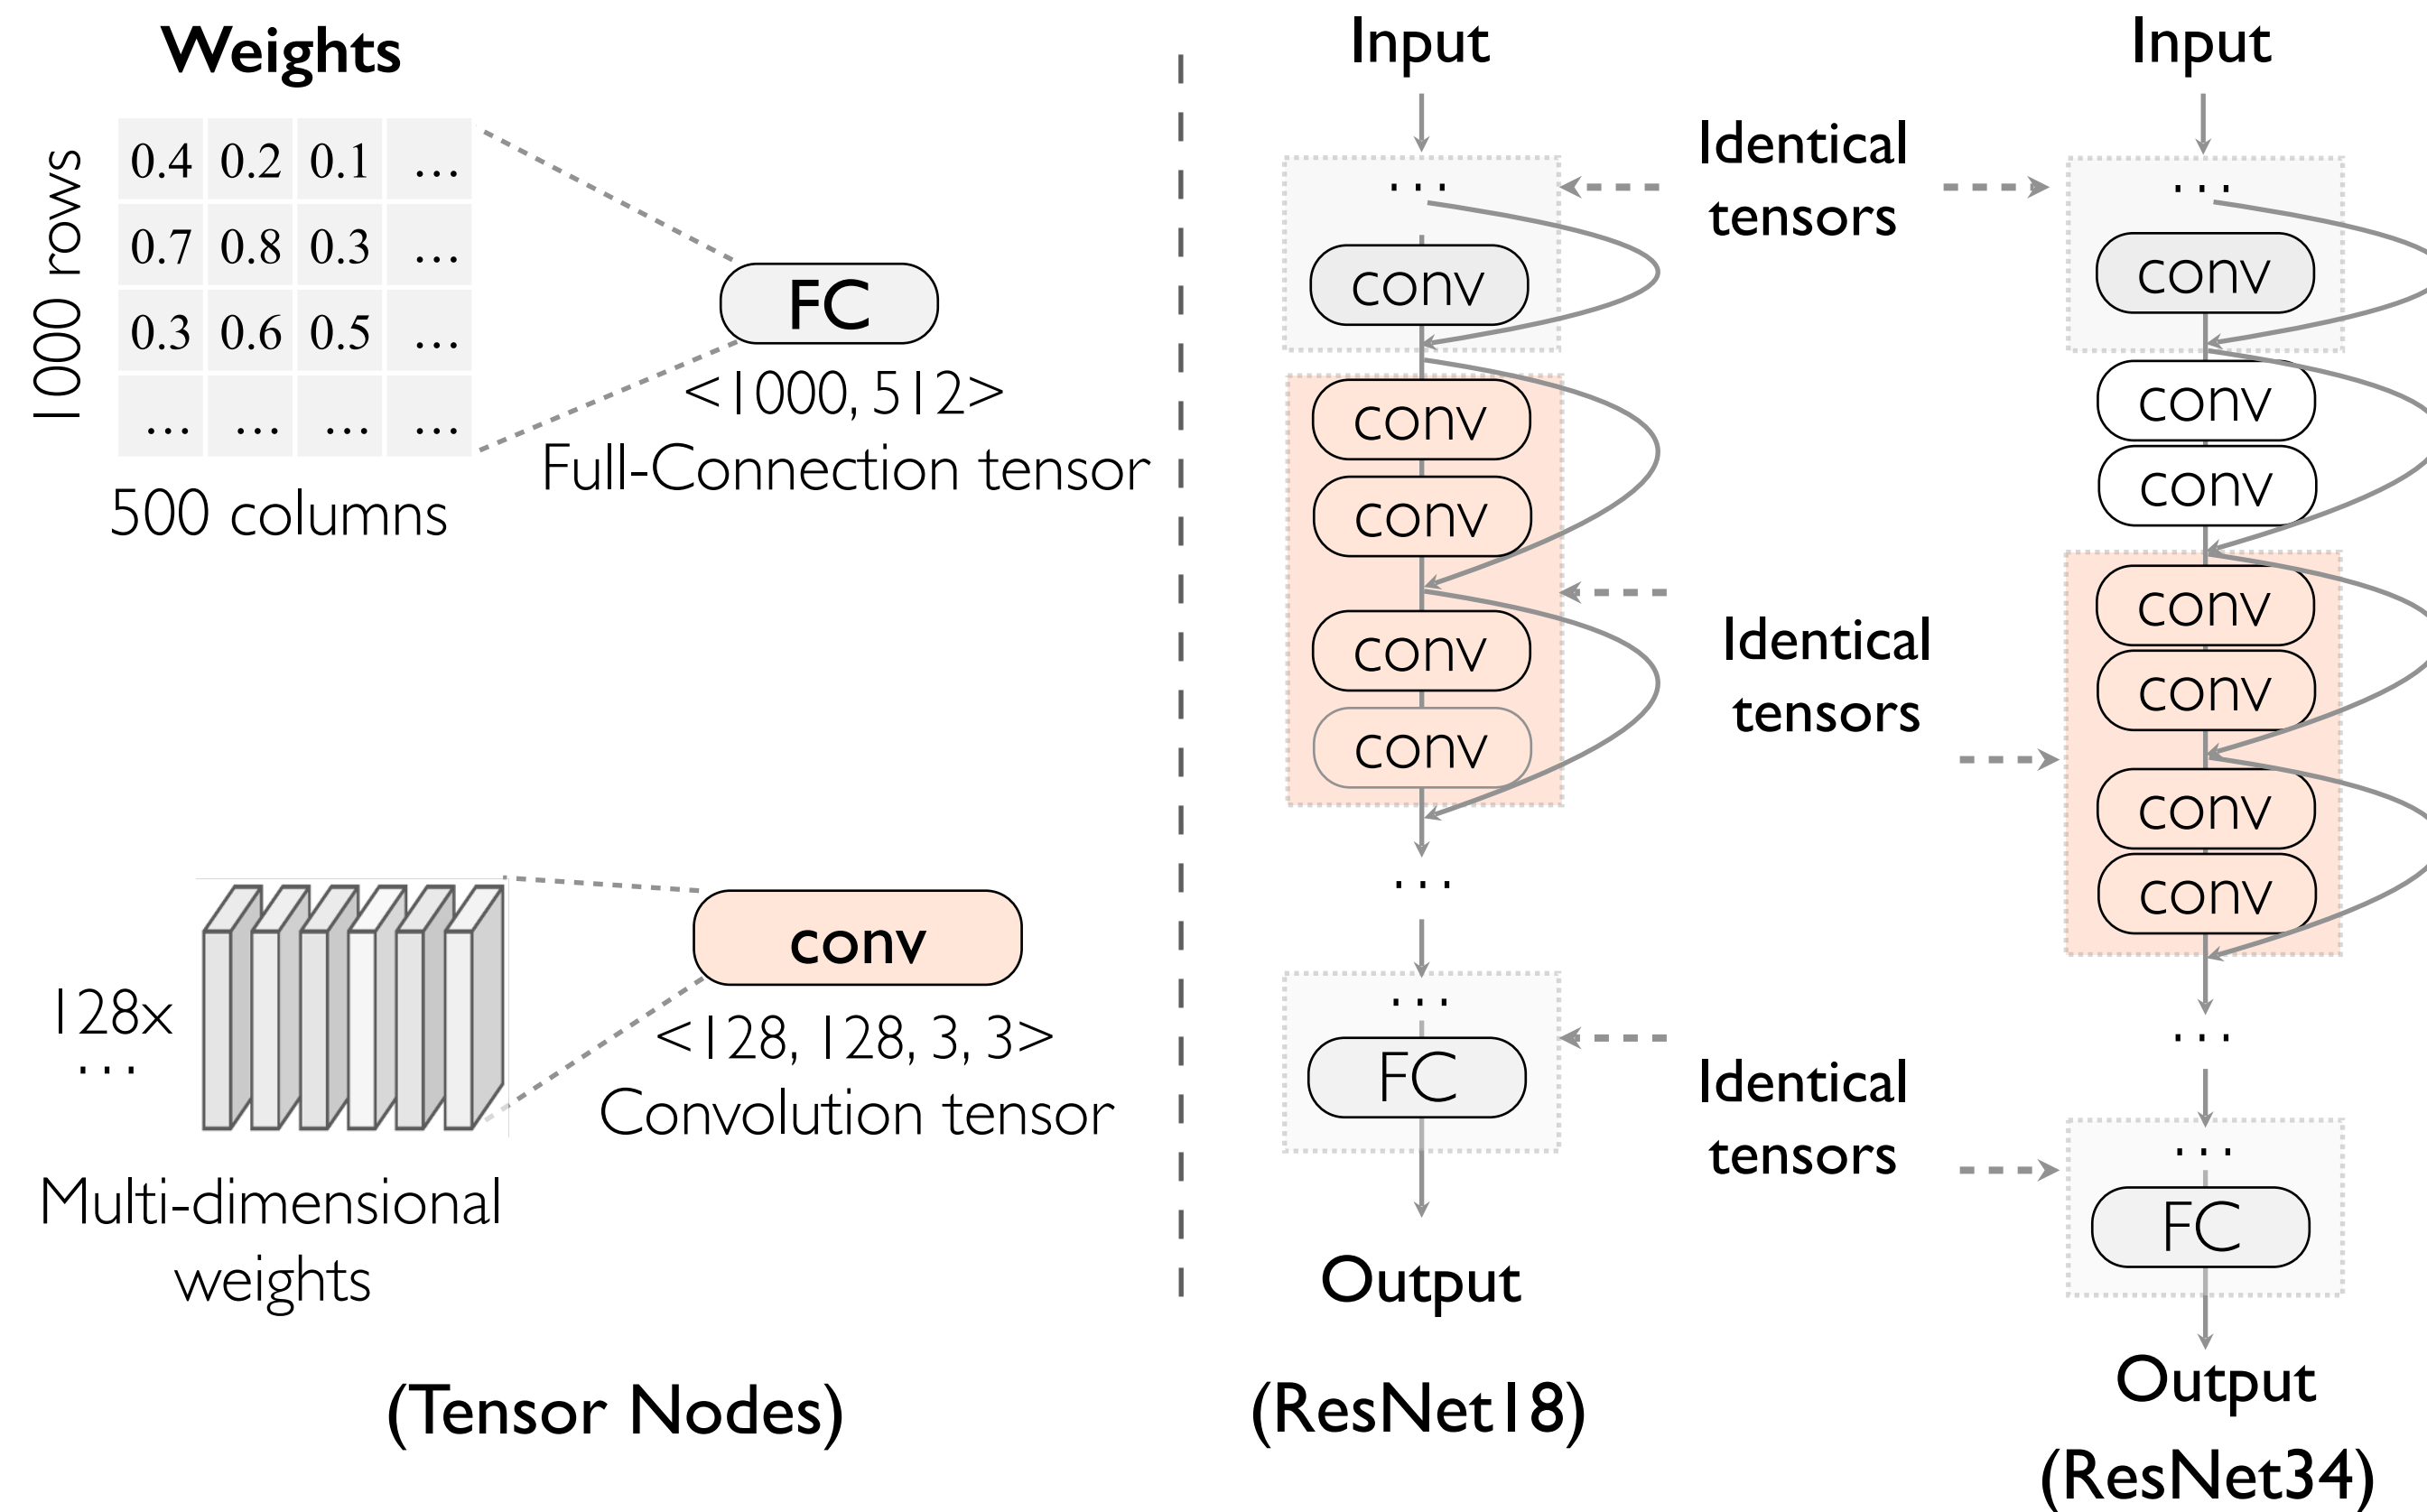 Weights
0.4 0.2 0.1 ...
0.7 0.8 0.3 ...
0.3 0.6 0.5 ...
... ... ... ...
1000 rows
500 columns
FC
<1000, 512>
Full-Connection tensor
128x
...
Multi-dimensional
weights
conv
<128, 128, 3, 3>
Convolution tensor
(Tensor Nodes)
Input
...
conv
conv
conv
conv
conv
...
...
FC
Output
(ResNet18)
Identical
tensors
Identical
tensors
Identical
tensors
Input
...
conv
conv
conv
conv
conv
conv
conv
...
...
FC
Output
(ResNet34)